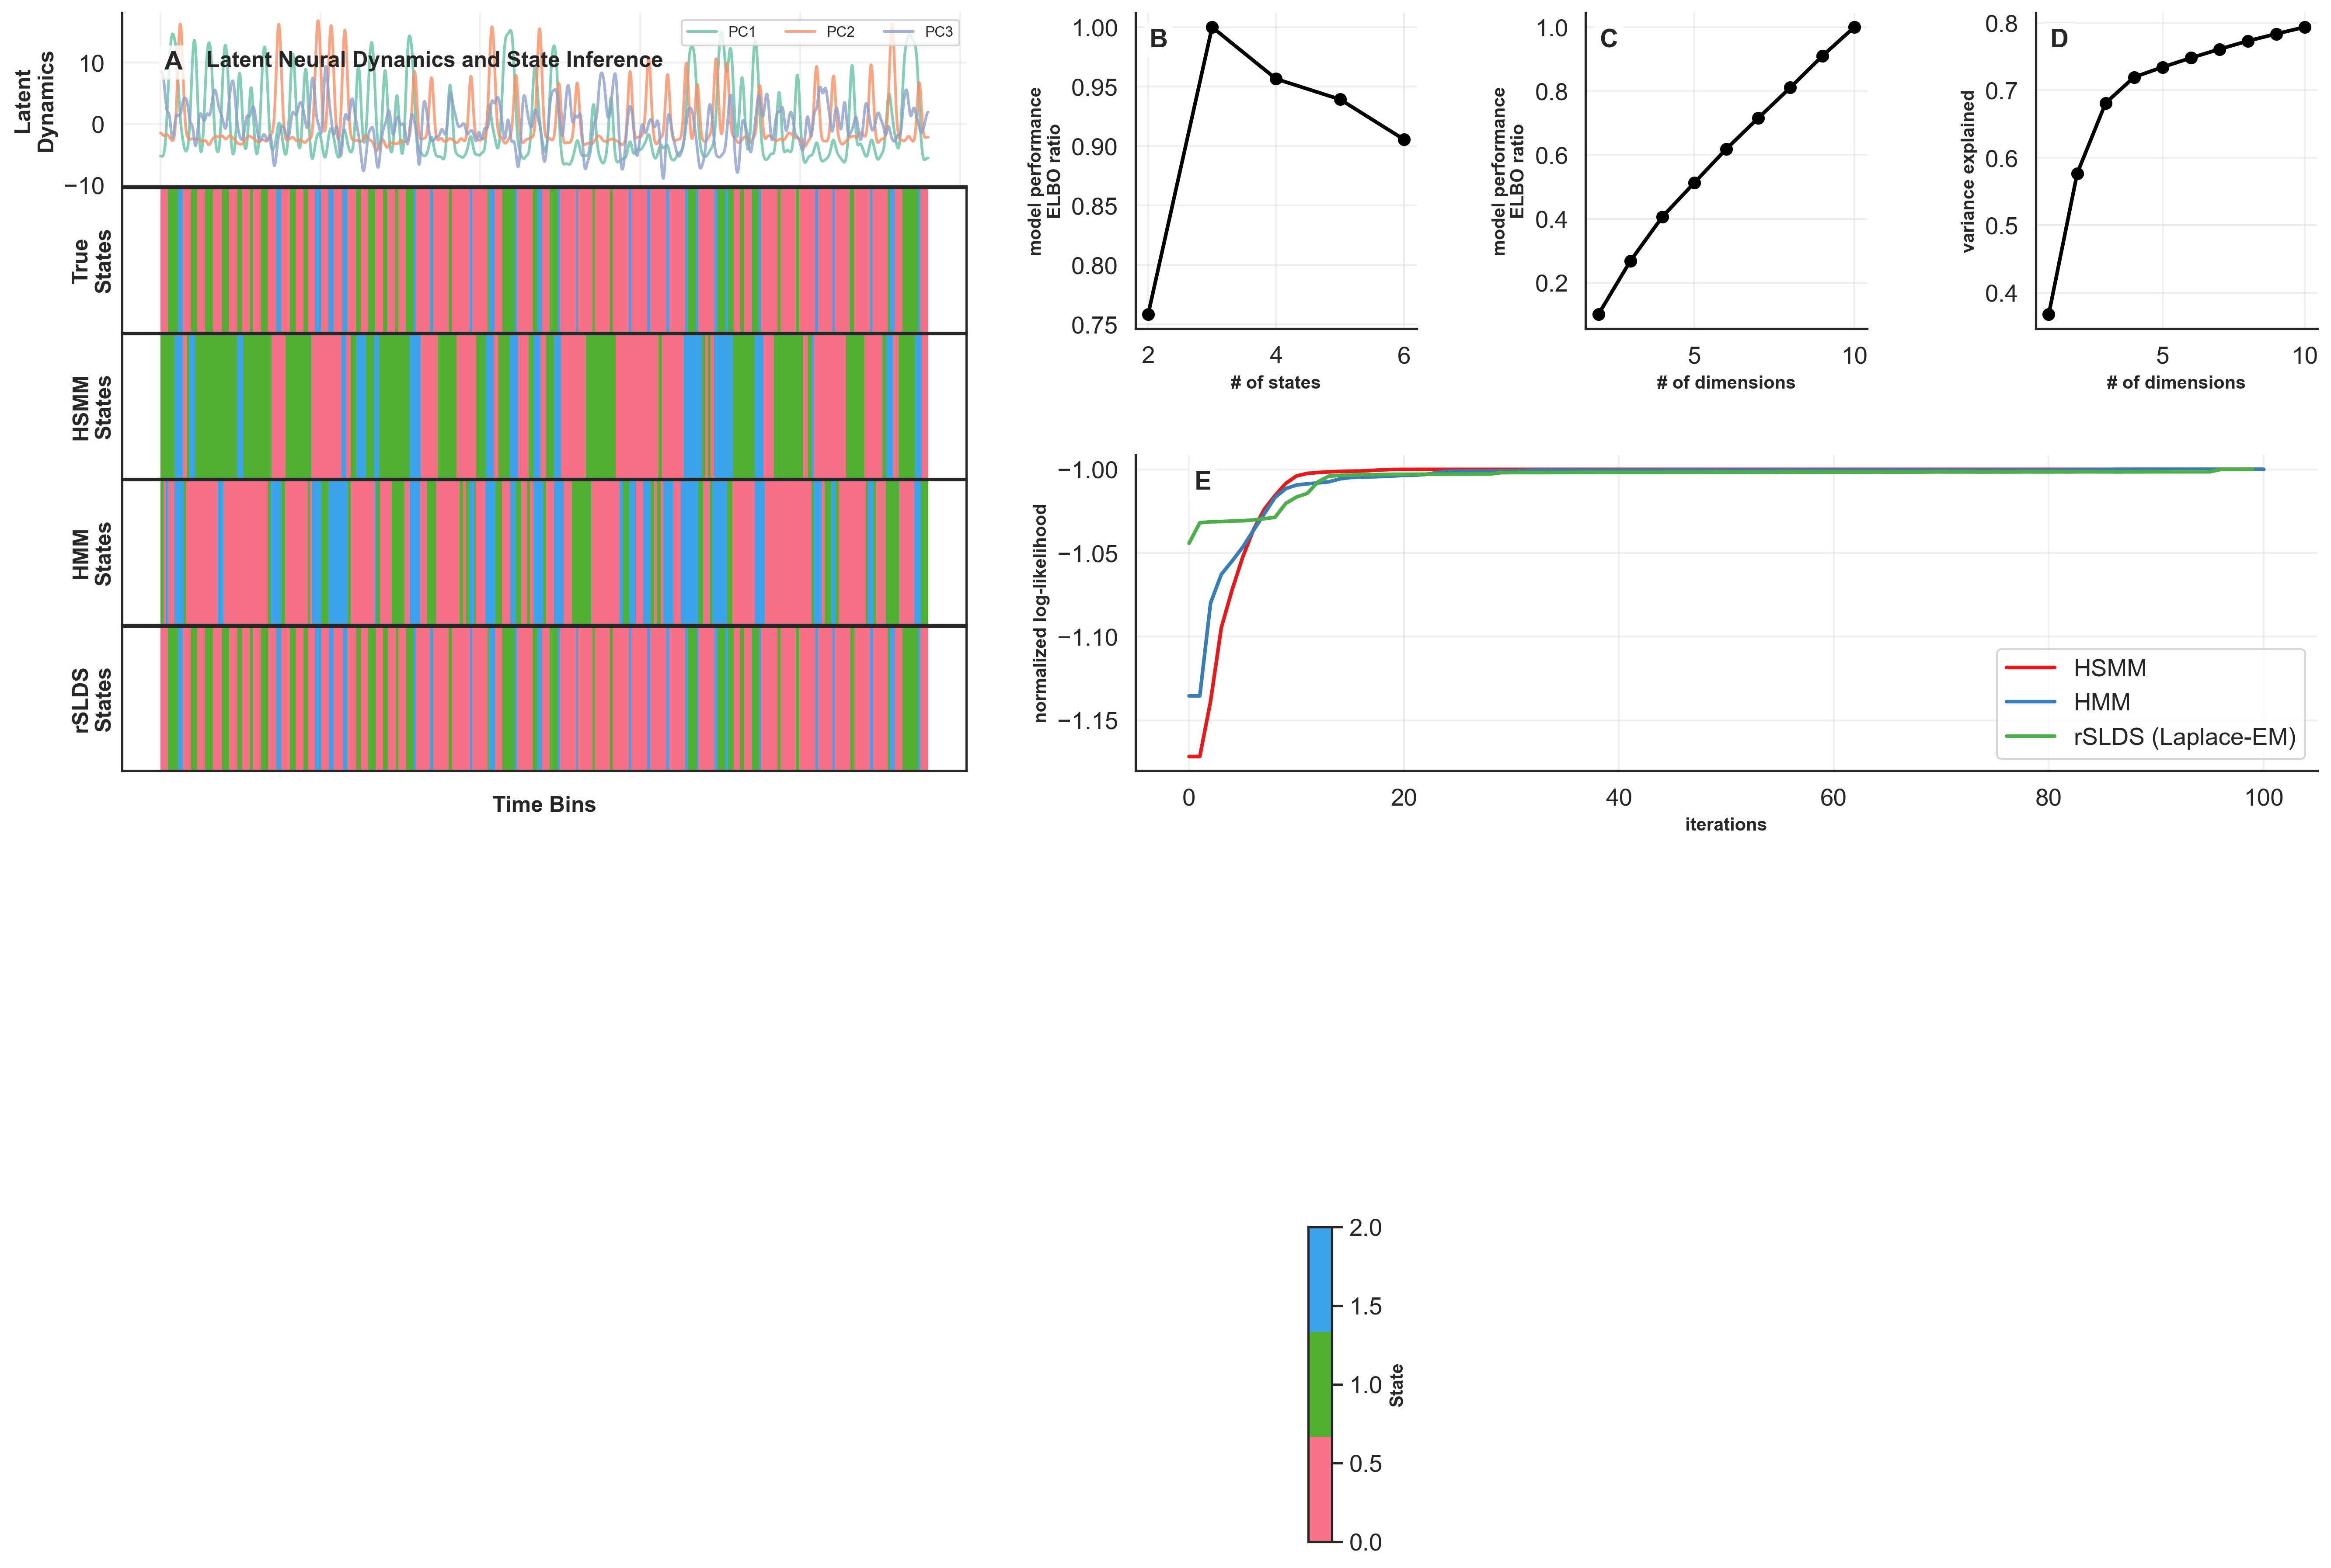 Latent
Dynamics
10
0
−10
A
Latent Neural Dynamics and State Inference
PC1
PC2
PC3
True
States
HSMM
States
HMM
States
rSLDS
States
Time Bins
B
model performance
ELBO ratio
1.00
0.95
0.90
0.85
0.80
0.75
2
4
6
# of states
C
model performance
ELBO ratio
1.0
0.8
0.6
0.4
0.2
5
10
# of dimensions
D
variance explained
0.8
0.7
0.6
0.5
0.4
5
10
# of dimensions
E
normalized log-likelihood
−1.00
−1.05
−1.10
−1.15
0
20
40
60
80
100
iterations
HSMM
HMM
rSLDS (Laplace-EM)
2.0
1.5
1.0
0.5
0.0
State